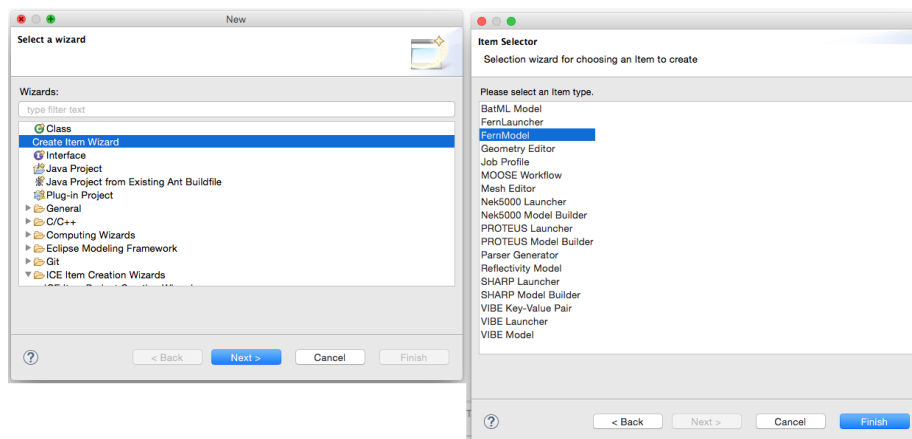 New
Select a wizard
Wizards:
type filter text
Class
Create Item Wizard
Interface
Java Project
Java Project from Existing Ant Buildfile
Plug-in Project
General
C/C++
Computing Wizards
Eclipse Modeling Framework
Git
ICE Item Creation Wizards
?
< Back
Next >
Cancel
Finish
Item Selector
Selection wizard for choosing an Item to create
Please select an Item type.
BatML Model
FernLauncher
FernModel
Geometry Editor
Job Profile
MOOSE Workflow
Mesh Editor
Nek5000 Launcher
Nek5000 Model Builder
PROTEUS Launcher
PROTEUS Model Builder
Parser Generator
Reflectivity Model
SHARP Launcher
SHARP Model Builder
VIBE Key-Value Pair
VIBE Launcher
VIBE Model
?
< Back
Next >
Cancel
Finish